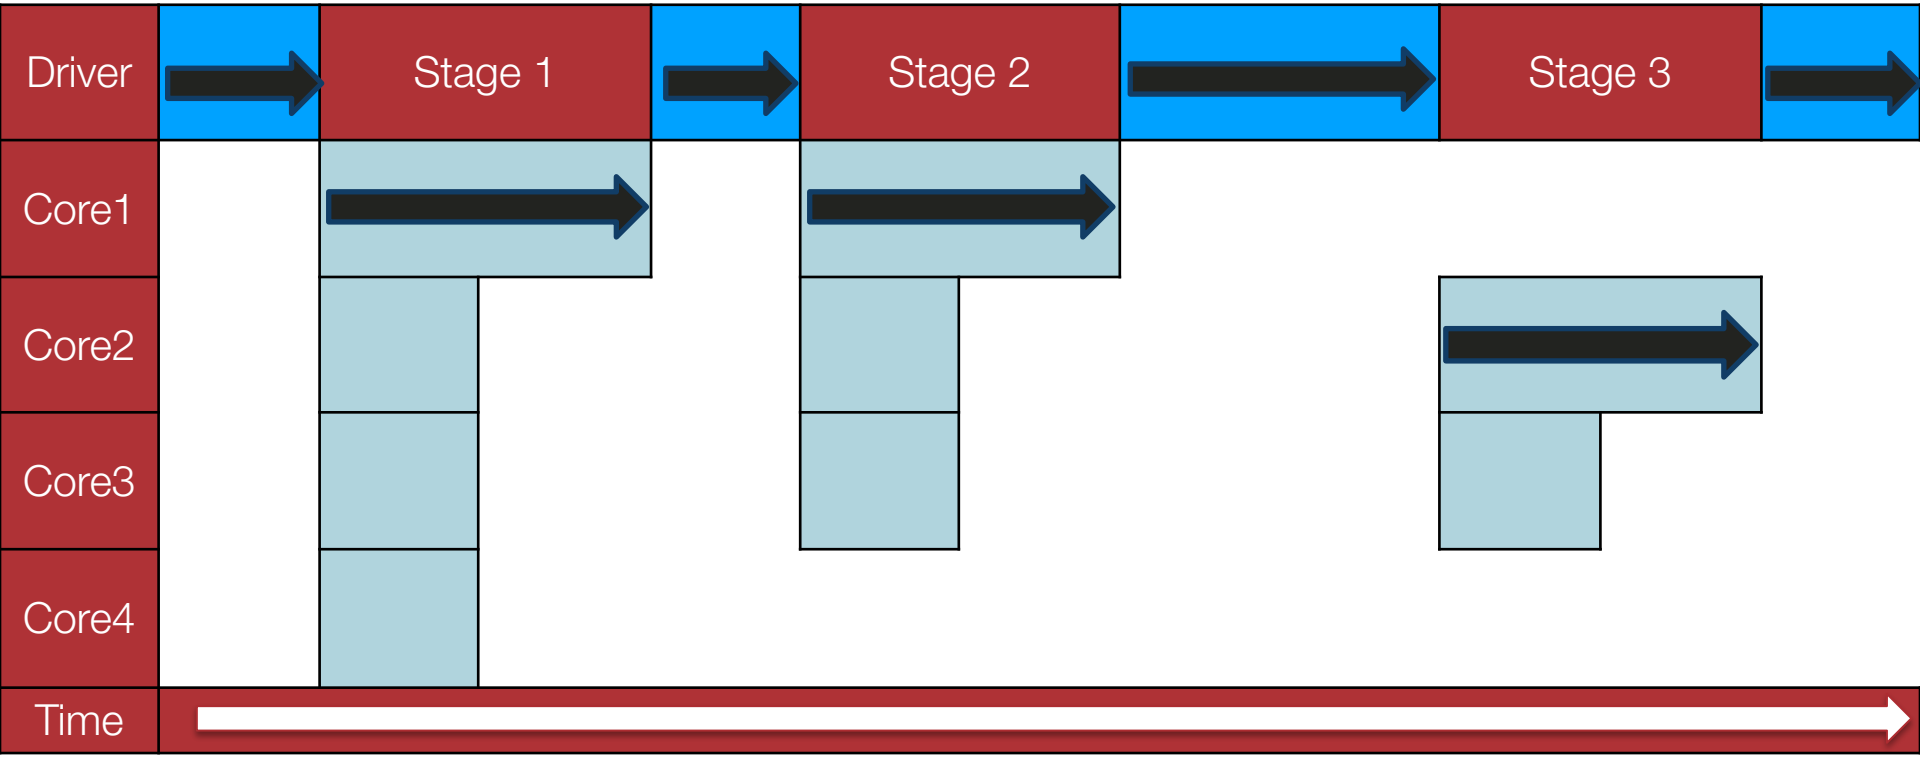 Driver
Stage 1
Stage 2
Stage 3
Core1
Core2
Core3
Core4
Time